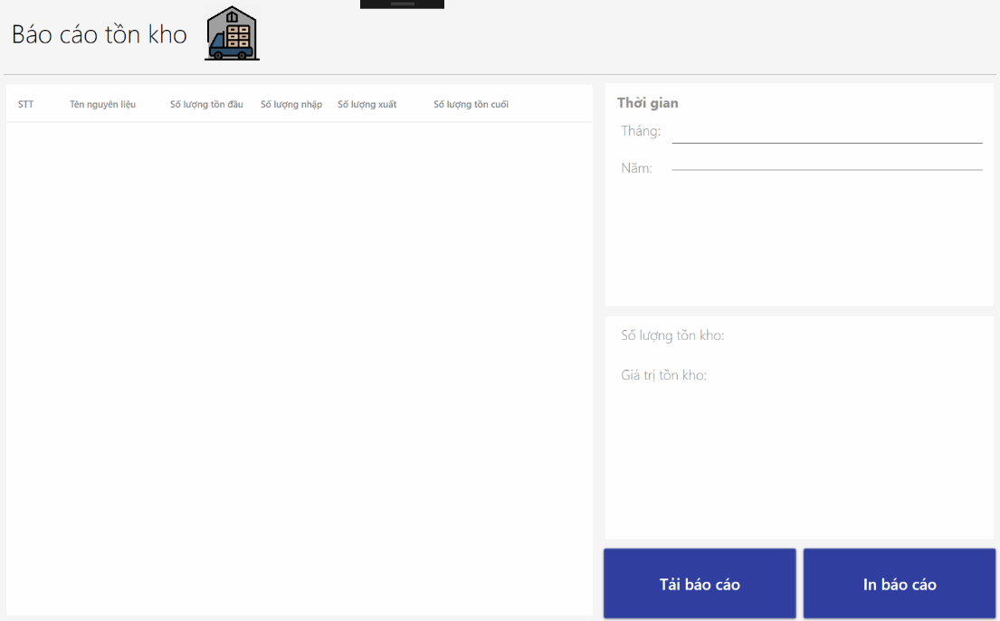 Báo cáo tồn kho
STT Tên nguyên liệu Số lượng tồn đầu Số lượng nhập Số lượng xuất Số lượng tồn cuối
Thời gian
Tháng:
Năm:
Số lượng tồn kho:
Giá trị tồn kho:
Tải báo cáo In báo cáo